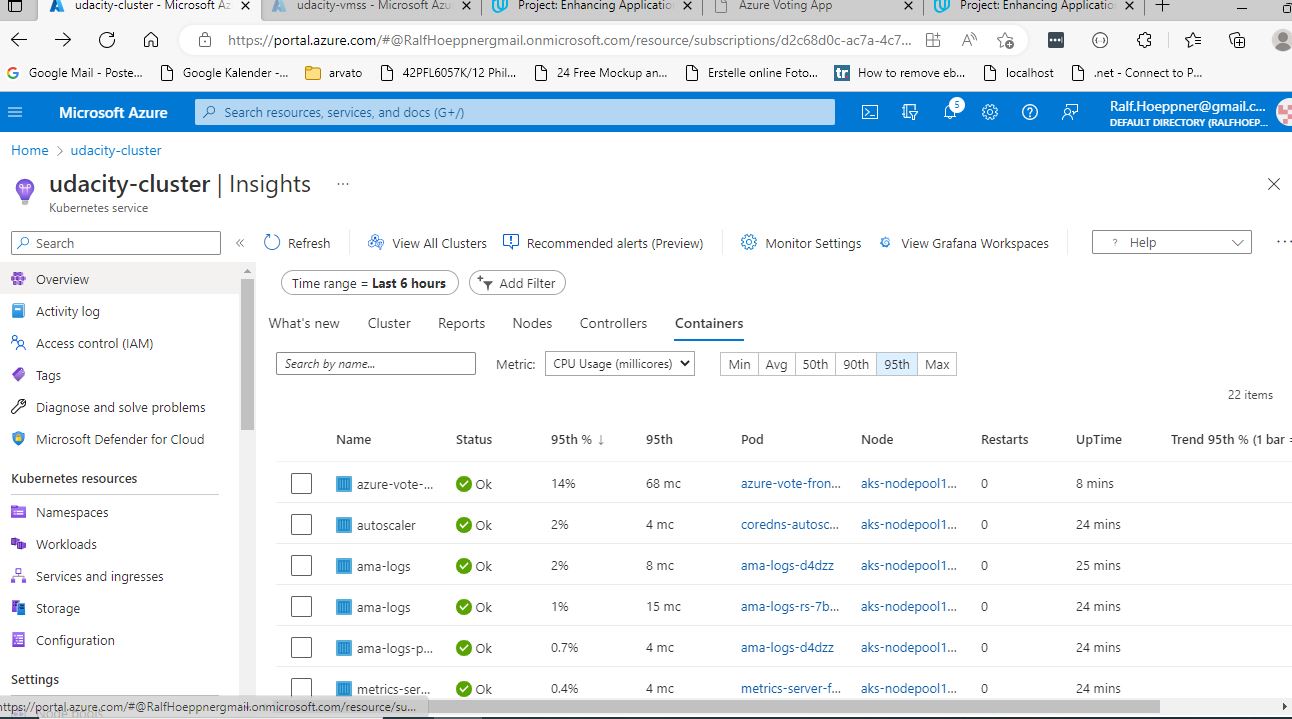 udacity-cluster - Microsoft Az
udacity-vmss - Microsoft Azure
Project: Enhancing Applicatio
Azure Voting App
Project: Enhancing Applicatio
https://portal.azure.com/#@RalfHoeppnergmail.onmicrosoft.com/resource/subscriptions/d2c68d0c-ac7a-4c7...
Google Mail - Poste...
Google Kalender -...
arvato
42PFL6057K/12 Phil...
24 Free Mockup an...
Erstelle online Foto...
tr How to remove eb...
localhost
.net - Connect to P...
Microsoft Azure
Search resources, services, and docs (G+/)
5
Ralf.Hoeppner@gmail.c...
DEFAULT DIRECTORY (RALFHOEP...
Home > udacity-cluster
udacity-cluster | Insights ...
Kubernetes service
Search
Refresh
View All Clusters
Recommended alerts (Preview)
Monitor Settings
View Grafana Workspaces
? Help
Overview
Activity log
Access control (IAM)
Tags
Diagnose and solve problems
Microsoft Defender for Cloud
Kubernetes resources
Namespaces
Workloads
Services and ingresses
Storage
Configuration
Settings
Node pools
https://portal.azure.com/#@RalfHoeppnergmail.onmicrosoft.com/resource/su...
Time range = Last 6 hours
Add Filter
What's new Cluster Reports Nodes Controllers Containers
Search by name...
Metric: CPU Usage (millicores)
Min Avg 50th 90th 95th Max
22 items
Name Status 95th % ↓ 95th Pod Node Restarts UpTime Trend 95th % (1 bar =
azure-vote-... Ok 14% 68 mc azure-vote-fron... aks-nodepool1... 0 8 mins
autoscaler Ok 2% 4 mc coredns-autosc... aks-nodepool1... 0 24 mins
ama-logs Ok 2% 8 mc ama-logs-d4dzz aks-nodepool1... 0 25 mins
ama-logs Ok 1% 15 mc ama-logs-rs-7b... aks-nodepool1... 0 24 mins
ama-logs-p... Ok 0.7% 4 mc ama-logs-d4dzz aks-nodepool1... 0 24 mins
metrics-ser... Ok 0.4% 4 mc metrics-server-f... aks-nodepool1... 0 24 mins